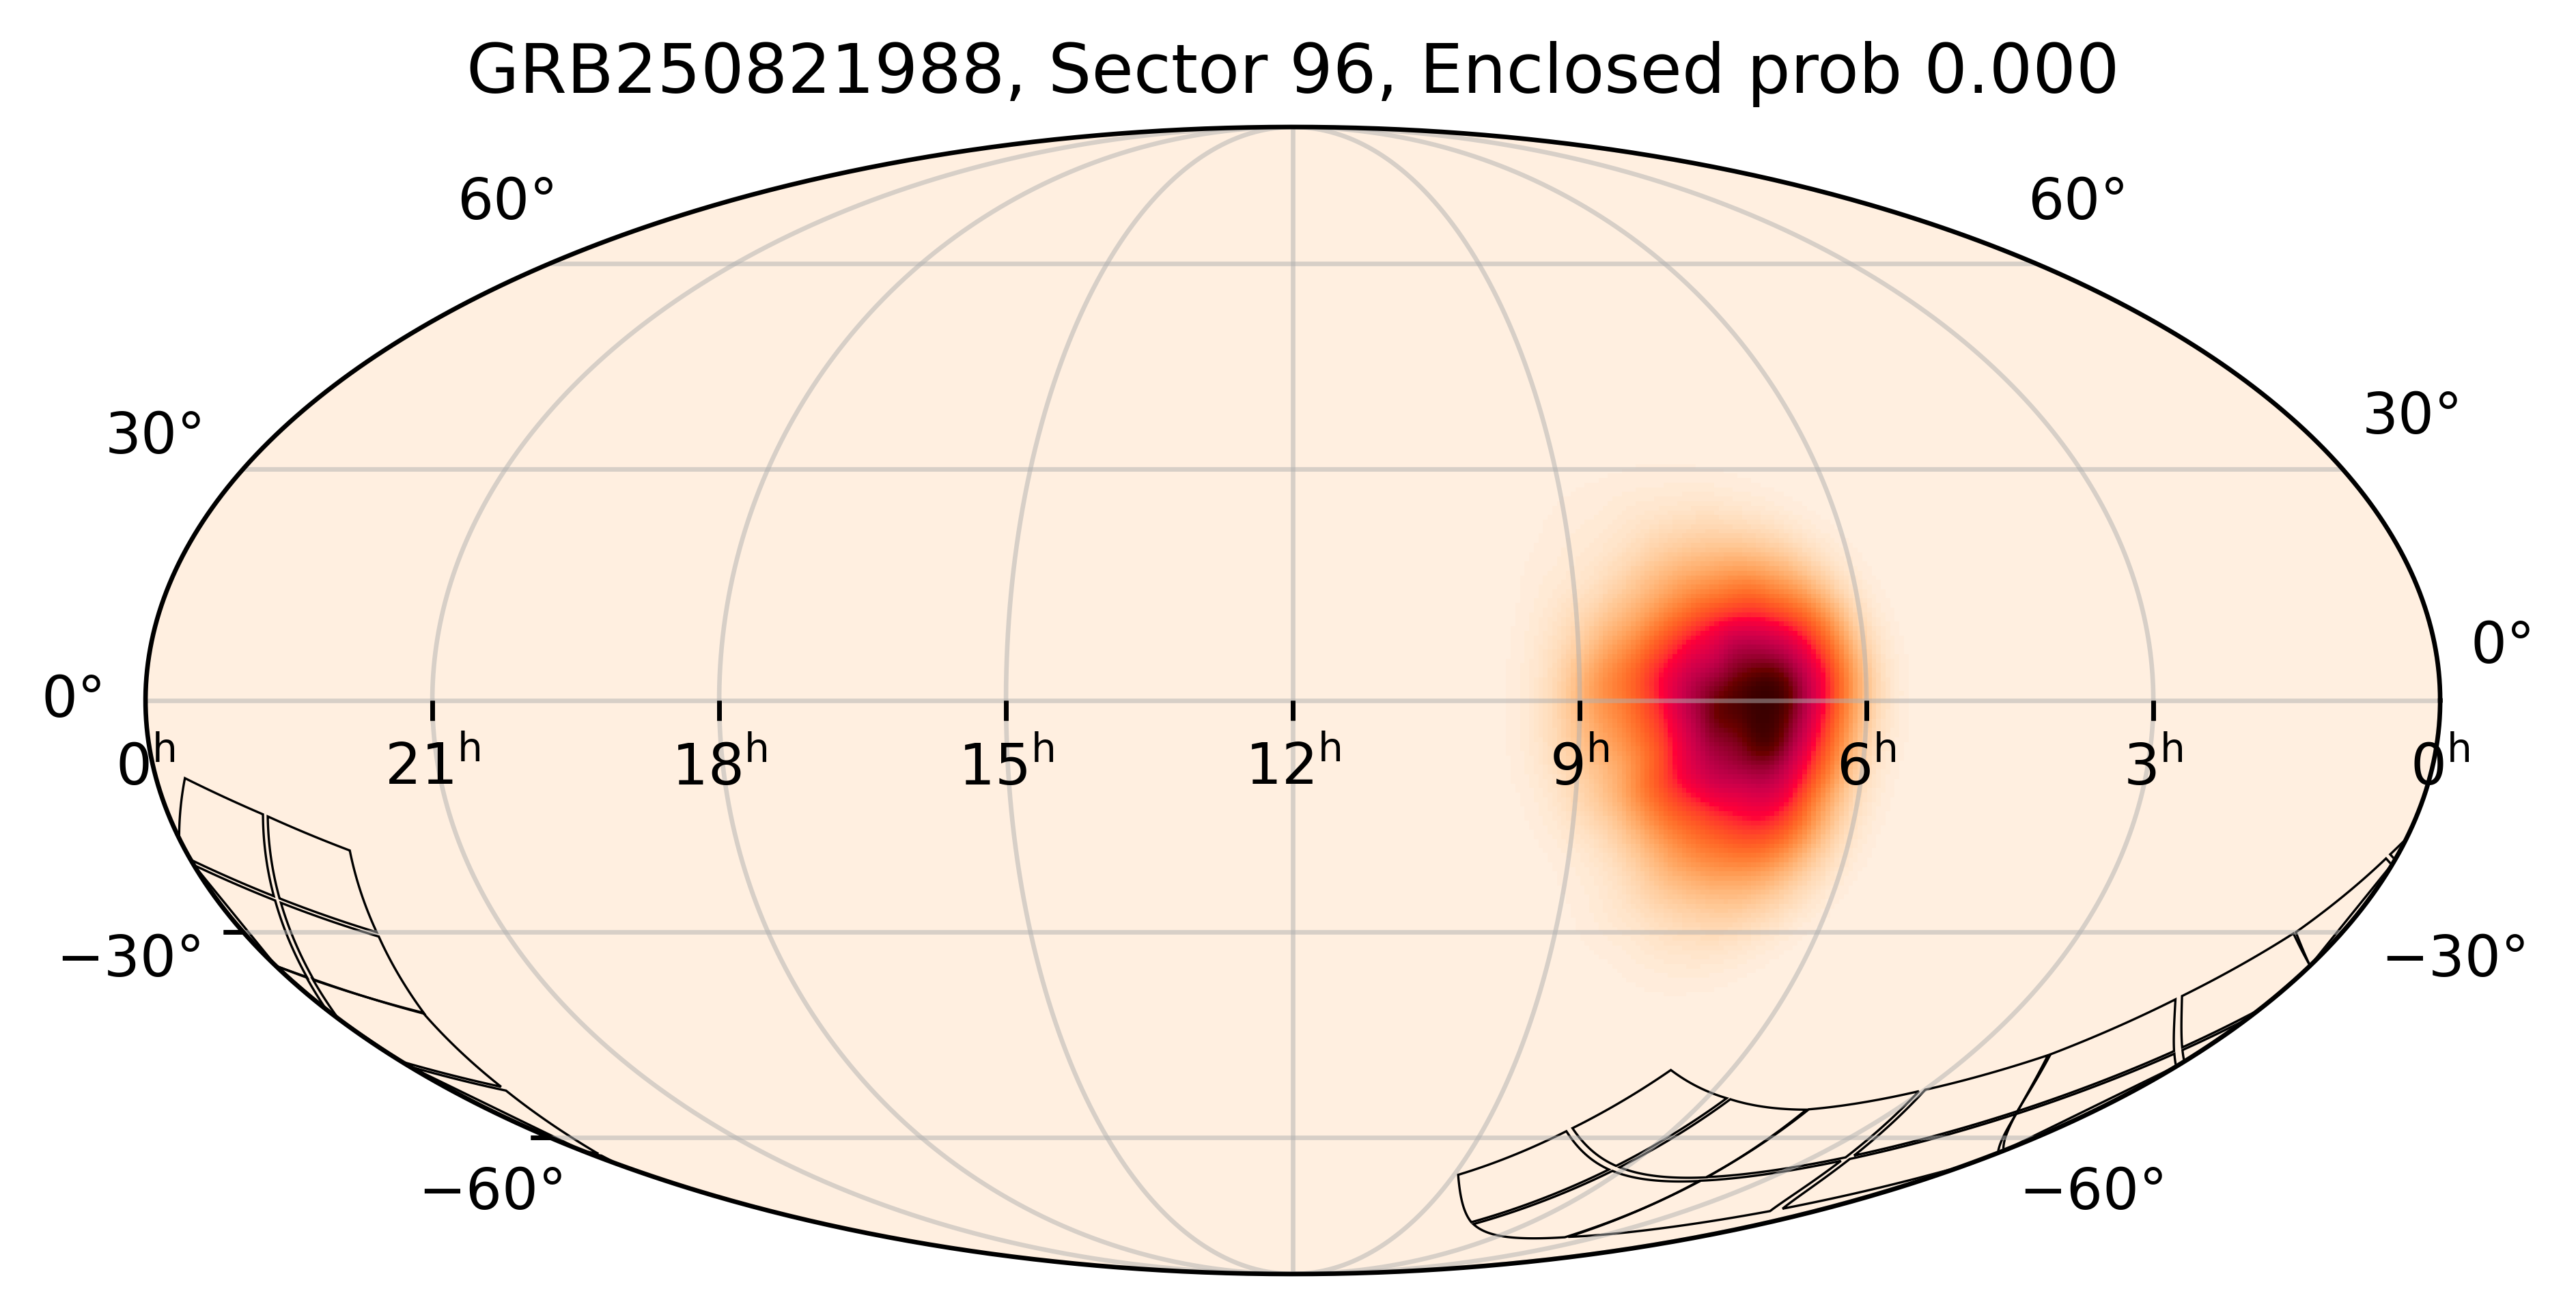 GRB250821988, Sector 96, Enclosed prob 0.000
60° 60°
30° 30°
0° 0°
0ʰ 21ʰ 18ʰ 15ʰ 12ʰ 9ʰ 6ʰ 3ʰ 0ʰ
−30° −30°
−60° −60°